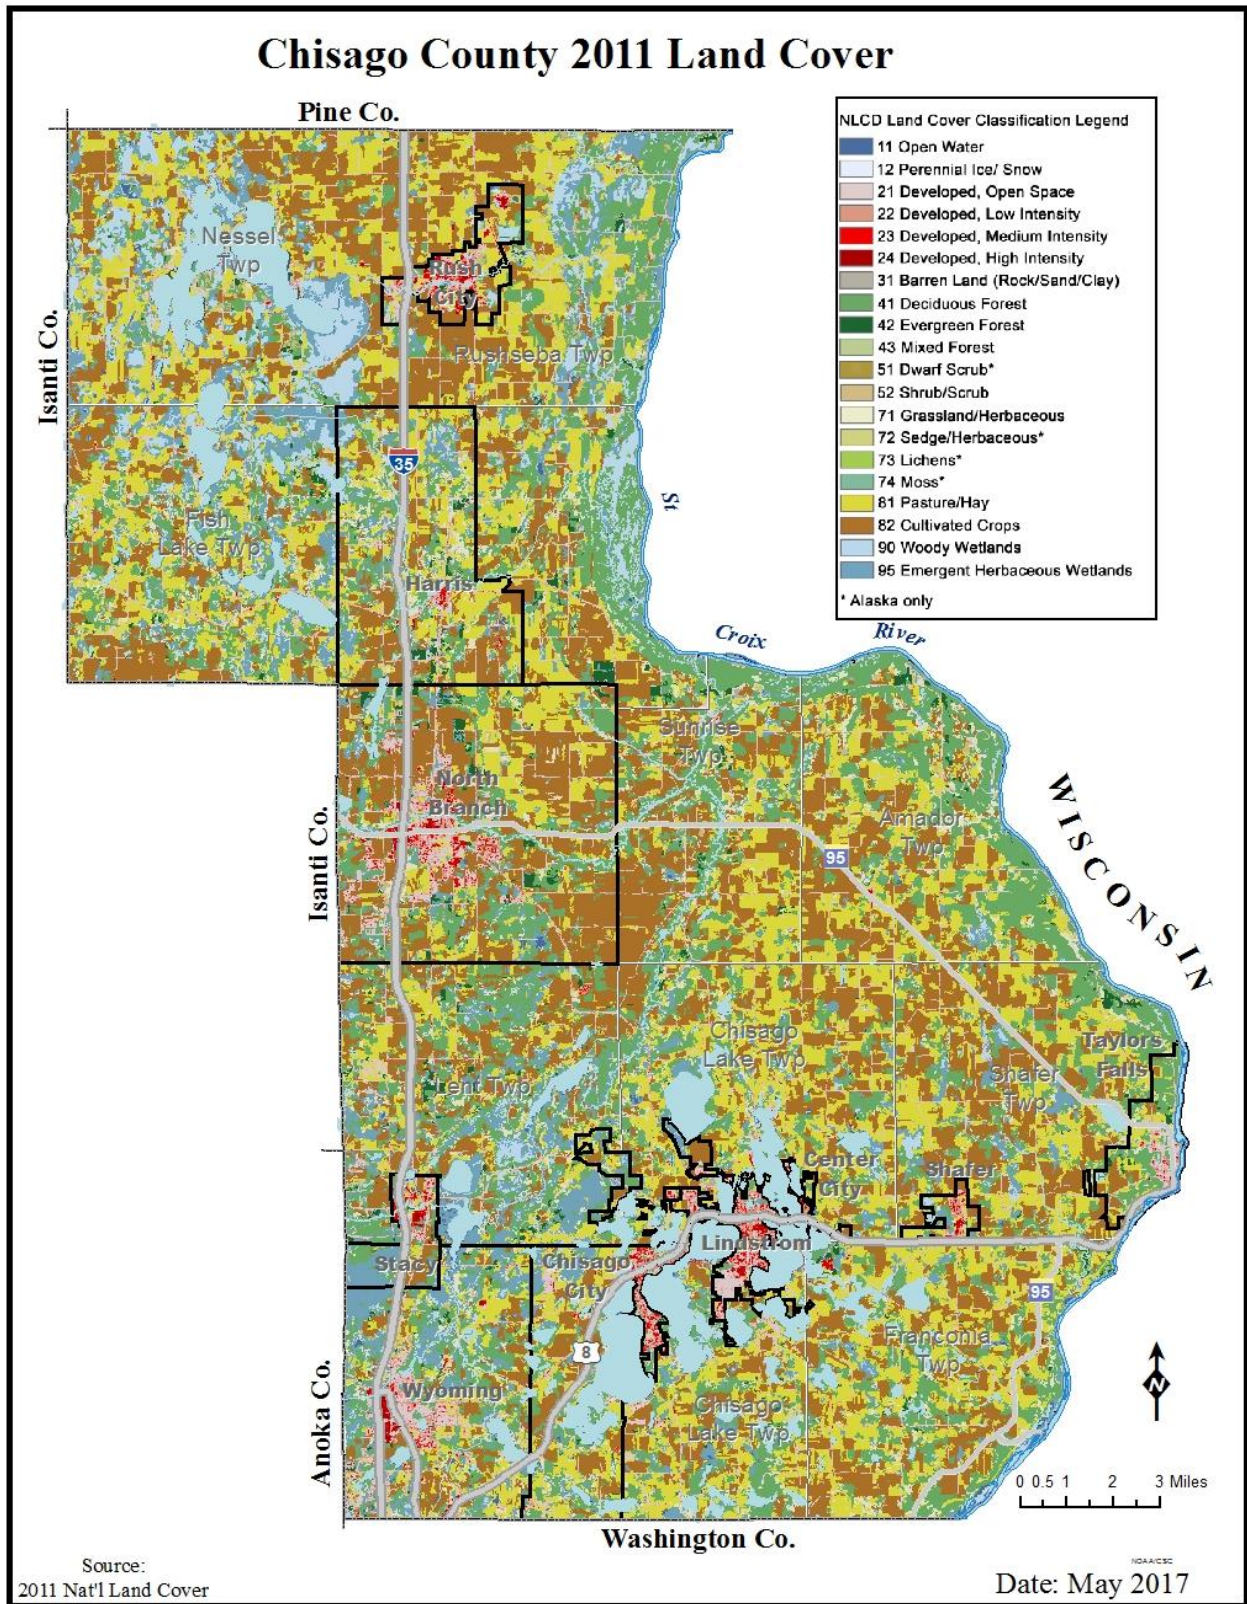 Chisago County 2011 Land Cover
Pine Co.
NLCD Land Cover Classification Legend
11 Open Water
12 Perennial Ice/ Snow
21 Developed, Open Space
22 Developed, Low Intensity
23 Developed, Medium Intensity
24 Developed, High Intensity
31 Barren Land (Rock/Sand/Clay)
41 Deciduous Forest
42 Evergreen Forest
43 Mixed Forest
51 Dwarf Scrub*
52 Shrub/Scrub
71 Grassland/Herbaceous
72 Sedge/Herbaceous*
73 Lichens*
74 Moss*
81 Pasture/Hay
82 Cultivated Crops
90 Woody Wetlands
95 Emergent Herbaceous Wetlands
* Alaska only
Nessel
Twp
Rush
City
Rushseba Twp
Isanti Co.
35
St
Fish
Lake Twp
Harris
Croix
River
Sunrise
Twp
North
Branch
Amador
Twp
95
WISCONSIN
Isanti Co.
Chisago
Lake Twp
Taylors
Falls
Lent Twp
Shafer
Twp
Center
City
Shafer
Lindstrom
Stacy
Chisago
City
95
8
Franconia
Twp
Wyoming
Chisago
Lake Twp
Anoka Co.
N
0 0.5 1 2 3 Miles
Washington Co.
Source:
2011 Nat'l Land Cover
NOAA/CSC
Date: May 2017